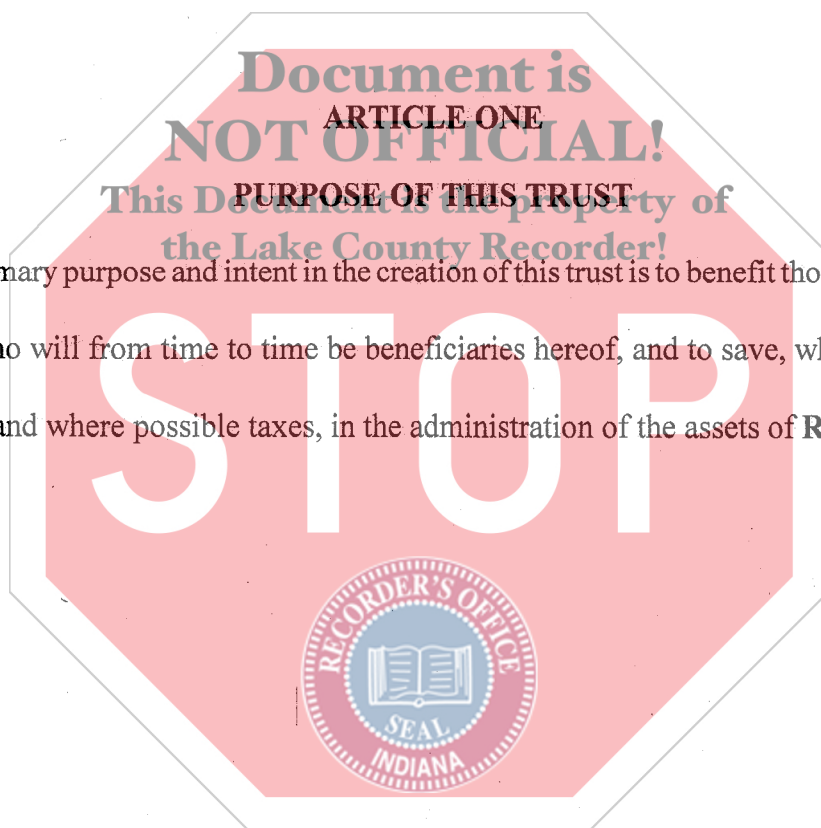 Document is
ARTICLE ONE
NOT OFFICIAL!
PURPOSE OF THIS TRUST
This Document is the property of
the Lake County Recorder!
mary purpose and intent in the creation of this trust is to benefit tho
no will from time to time be beneficiaries hereof, and to save, wh
and where possible taxes, in the administration of the assets of R
STOP
RECORDER'S OFFICE
SEAL
INDIANA